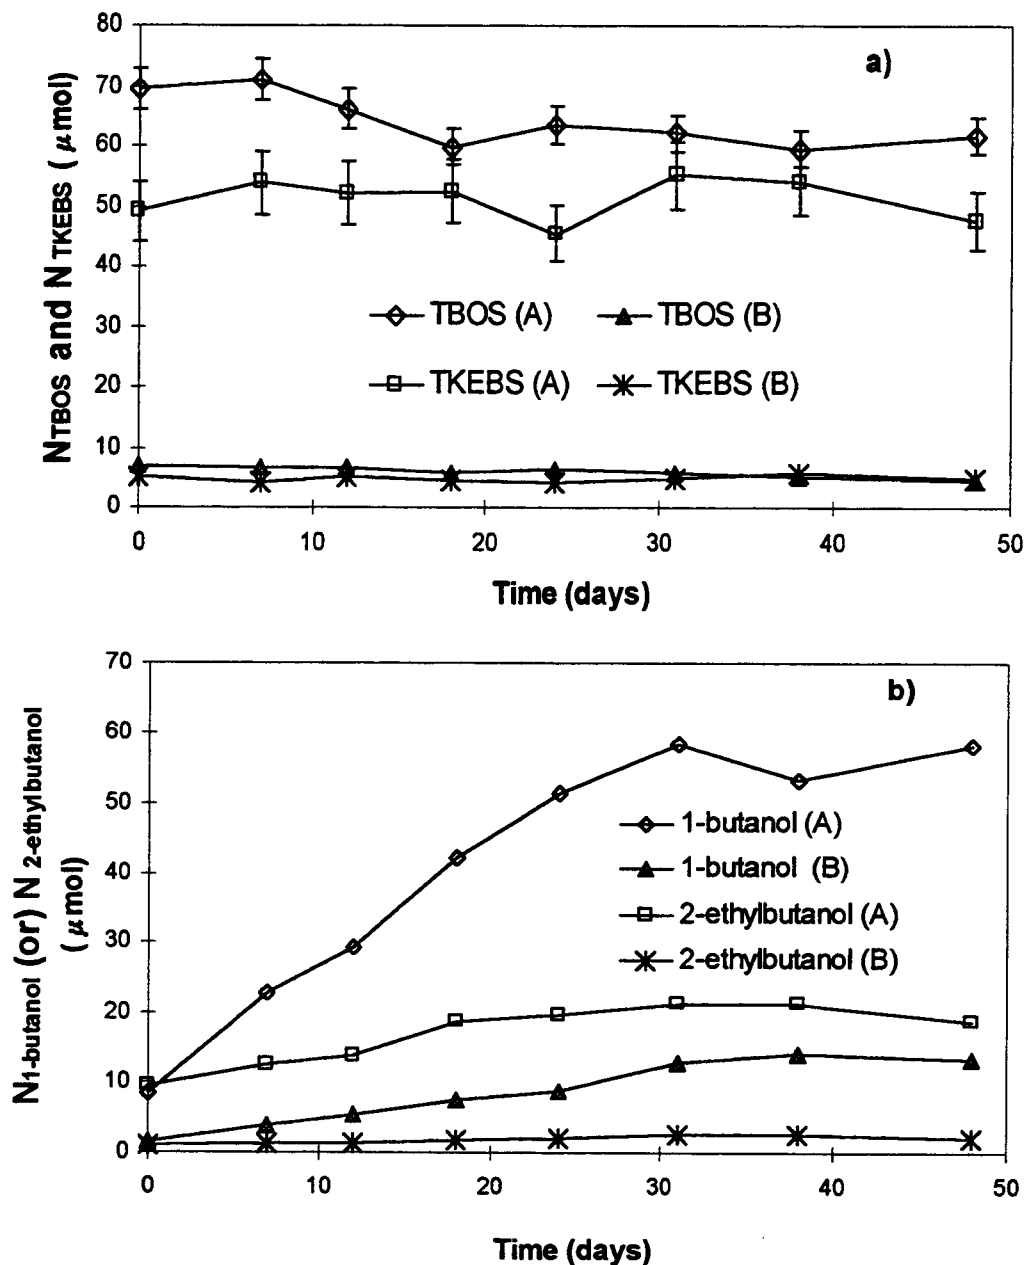 a)
NTBOS and NTKEBS (μmol)
80
70
60
50
40
30
20
10
0
TBOS (A)
TBOS (B)
TKEBS (A)
TKEBS (B)
0 10 20 30 40 50
Time (days)
b)
N1-butanol (or) N 2-ethylbutanol
(μmol)
70
60
50
40
30
20
10
0
1-butanol (A)
1-butanol (B)
2-ethylbutanol (A)
2-ethylbutanol (B)
0 10 20 30 40 50
Time (days)